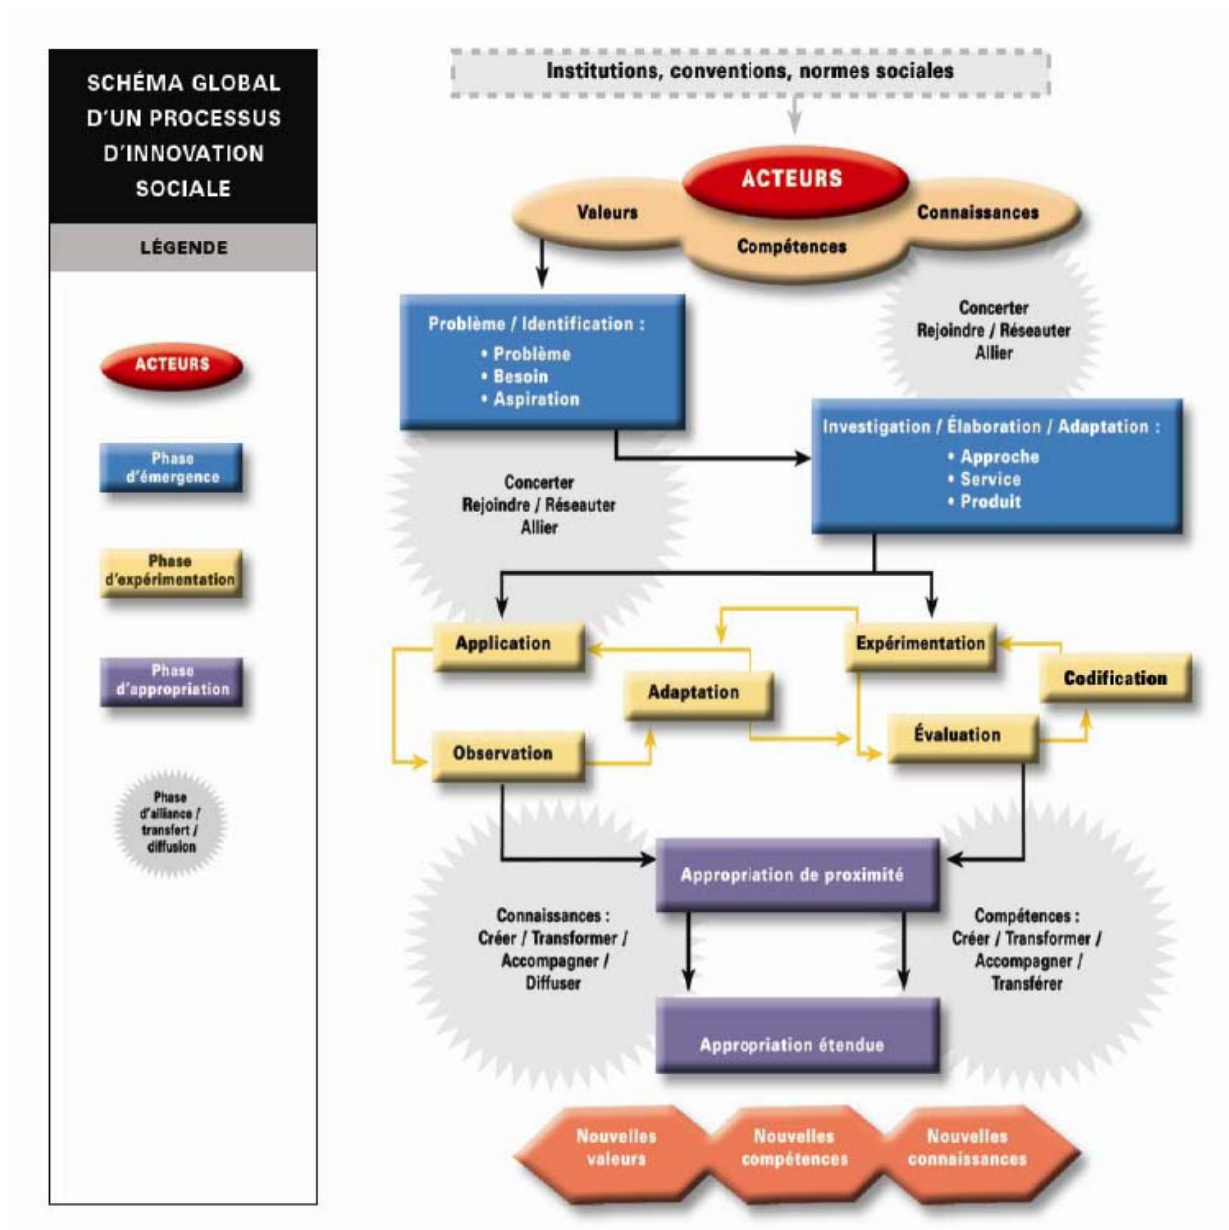 SCHÉMA GLOBAL
D'UN PROCESSUS
D'INNOVATION
SOCIALE
LÉGENDE
ACTEURS
Phase
d'émergence
Phase
d'expérimentation
Phase
d'appropriation
Phase
d'alliance /
transfert /
diffusion
Institutions, conventions, normes sociales
ACTEURS
Valeurs
Compétences
Connaissances
Problème / Identification :
• Problème
• Besoin
• Aspiration
Concerter
Rejoindre / Réseauter
Allier
Investigation / Élaboration / Adaptation :
• Approche
• Service
• Produit
Concerter
Rejoindre / Réseauter
Allier
Application
Adaptation
Observation
Expérimentation
Codification
Évaluation
Appropriation de proximité
Connaissances :
Créer / Transformer /
Accompagner /
Diffuser
Compétences :
Créer / Transformer /
Accompagner /
Transférer
Appropriation étendue
Nouvelles
valeurs
Nouvelles
compétences
Nouvelles
connaissances